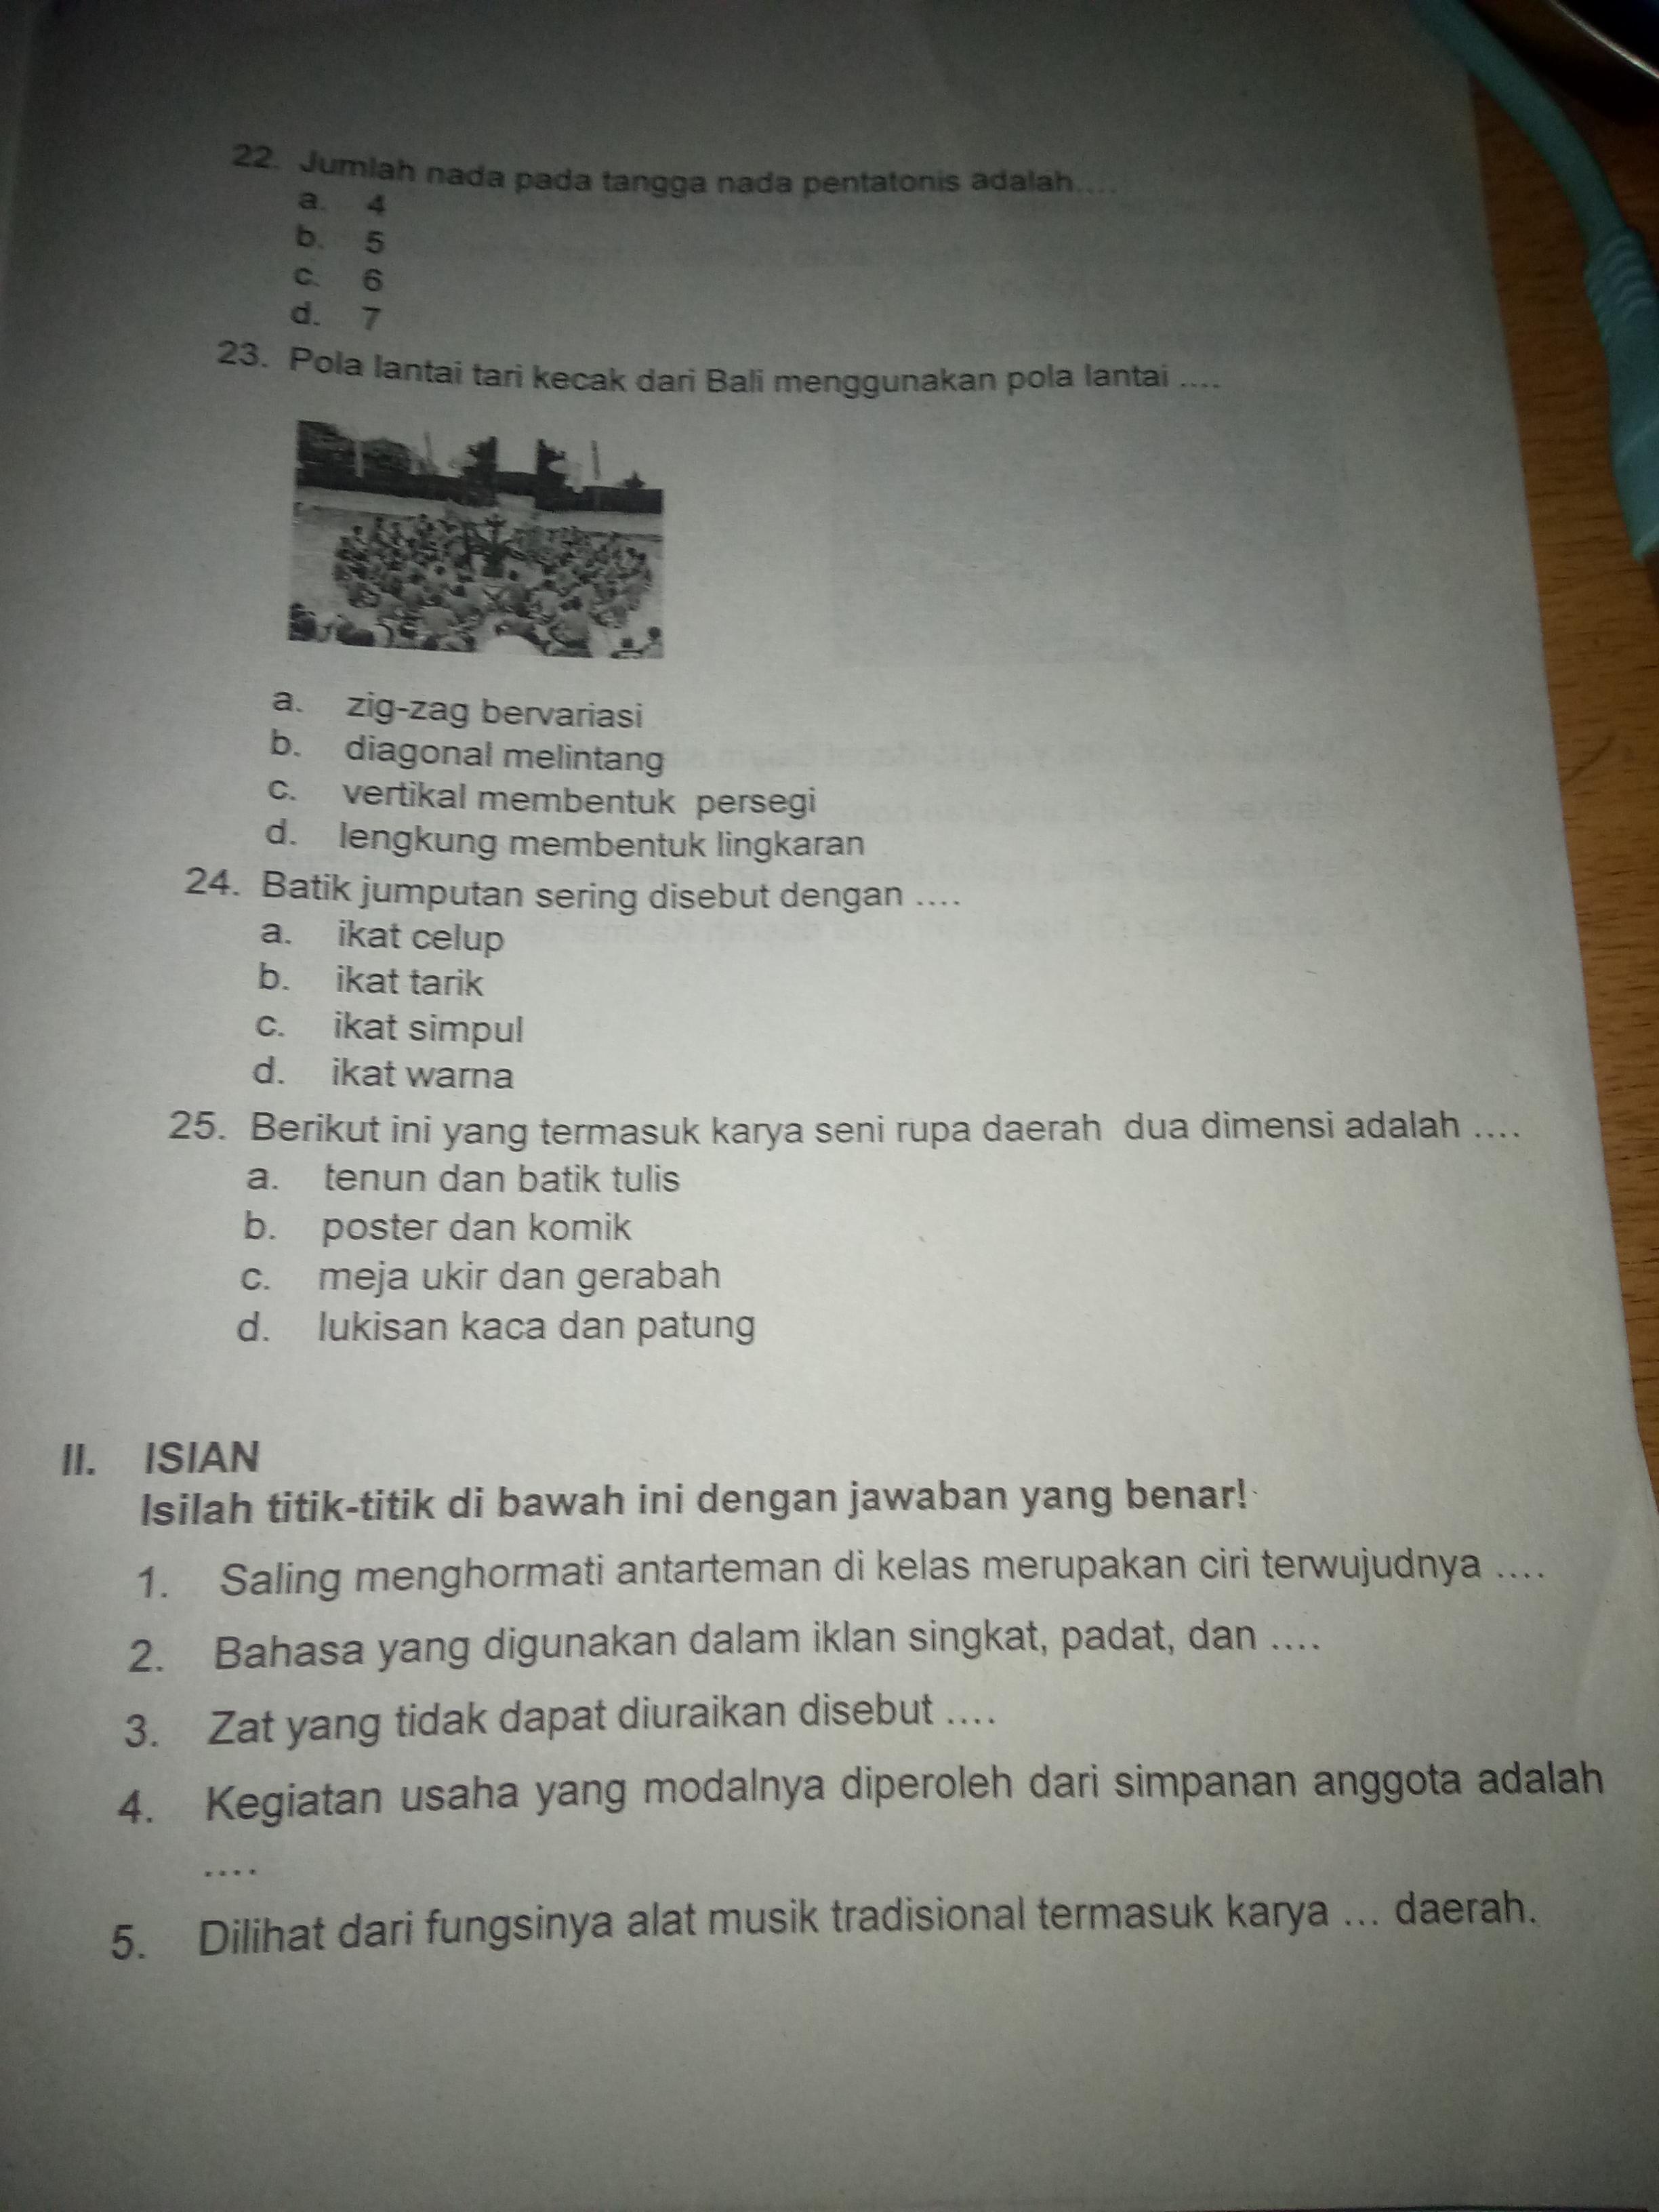 22. Jumlah nada pada tangga nada pentatonis adalah....
a. 4
b. 5
c. 6
d. 7
23. Pola lantai tari kecak dari Bali menggunakan pola lantai ....
a. zig-zag bervariasi
b. diagonal melintang
c. vertikal membentuk persegi
d. lengkung membentuk lingkaran
24. Batik jumputan sering disebut dengan ....
a. ikat celup
b. ikat tarik
c. ikat simpul
d. ikat warna
25. Berikut ini yang termasuk karya seni rupa daerah dua dimensi adalah ....
a. tenun dan batik tulis
b. poster dan komik
c. meja ukir dan gerabah
d. lukisan kaca dan patung
II. ISIAN
Isilah titik-titik di bawah ini dengan jawaban yang benar!
1. Saling menghormati antarteman di kelas merupakan ciri terwujudnya ....
2. Bahasa yang digunakan dalam iklan singkat, padat, dan ....
3. Zat yang tidak dapat diuraikan disebut ....
4. Kegiatan usaha yang modalnya diperoleh dari simpanan anggota adalah
....
5. Dilihat dari fungsinya alat musik tradisional termasuk karya ... daerah.